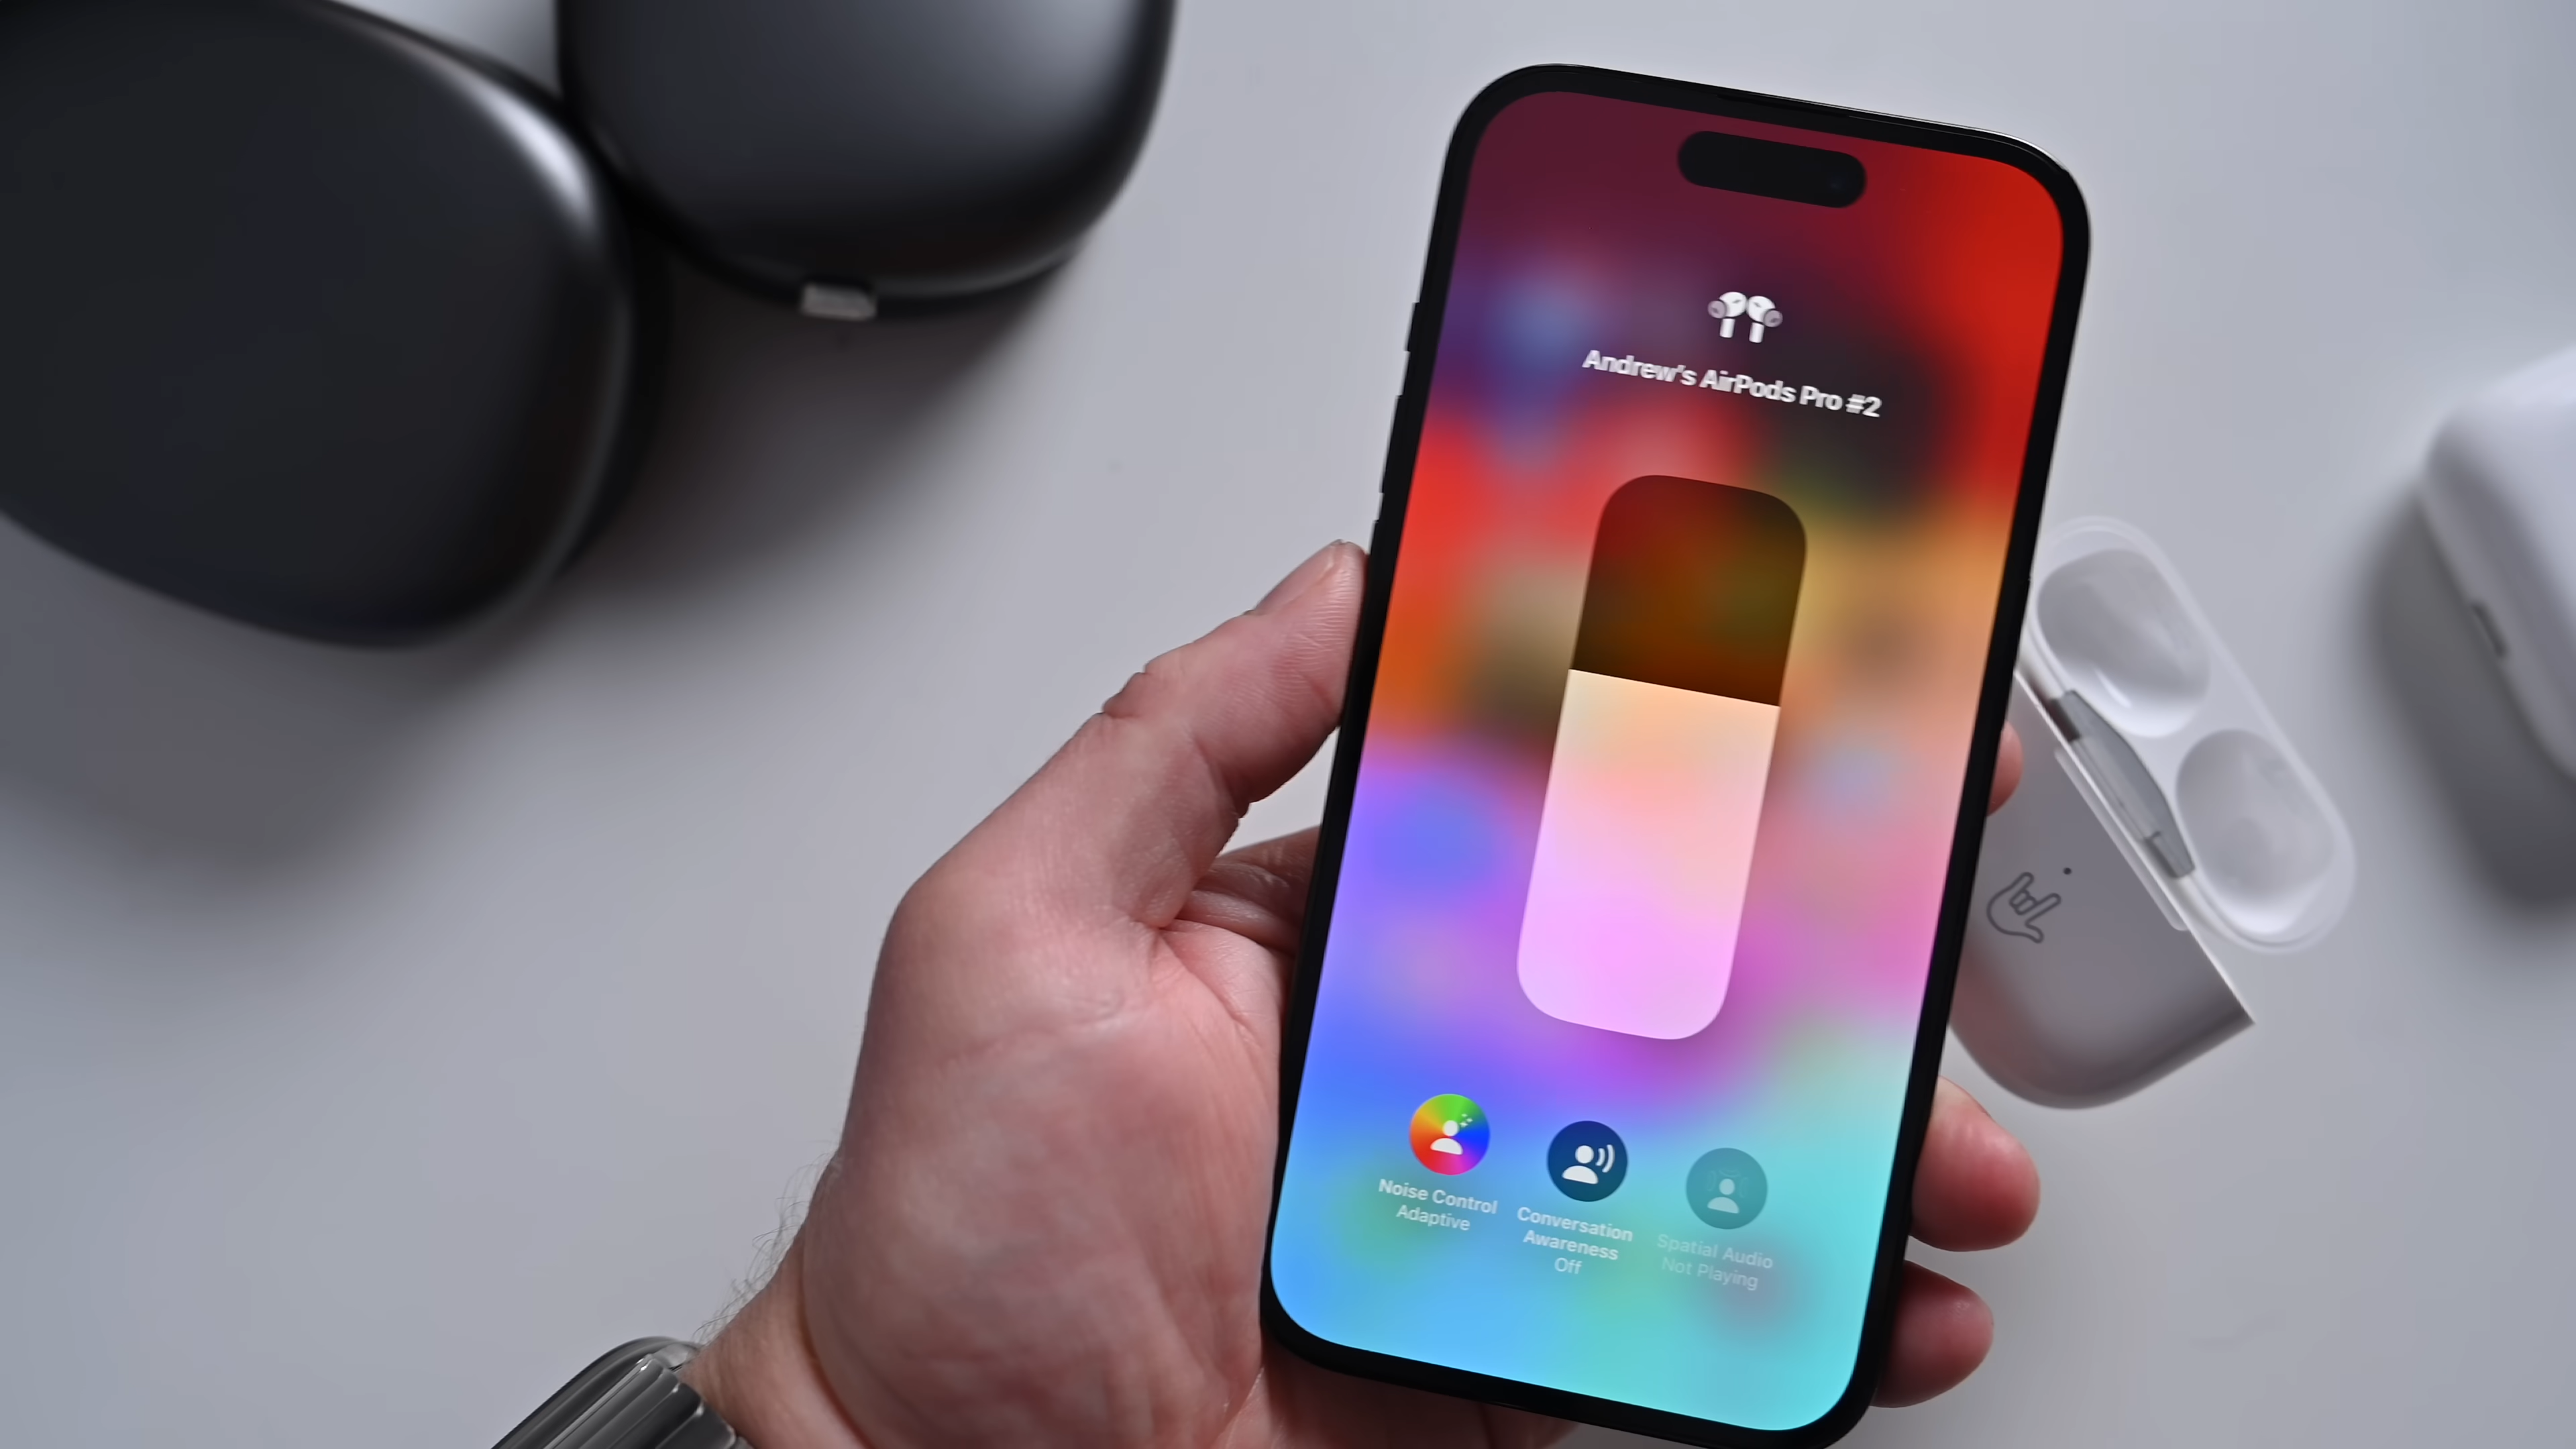 Andrew's AirPods Pro #2
Noise Control
Adaptive
Conversation
Awareness
Off
Spatial Audio
Not Playing